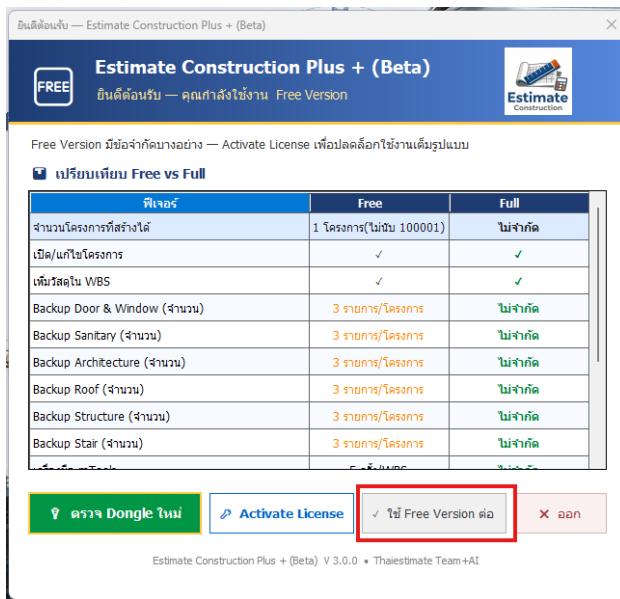 ยินดีต้อนรับ — Estimate Construction Plus + (Beta)
FREE
Estimate Construction Plus + (Beta)
ยินดีต้อนรับ — คุณกำลังใช้งาน Free Version
Estimate
Construction
Free Version มีข้อจำกัดบางอย่าง — Activate License เพื่อปลดล็อกใช้งานเต็มรูปแบบ
เปรียบเทียบ Free vs Full
ฟีเจอร์ Free Full
จำนวนโครงการที่สร้างได้ 1 โครงการ(ไม่นับ 100001) ไม่จำกัด
เปิด/แก้ไขโครงการ ✓ ✓
เพิ่มวัสดุใน WBS ✓ ✓
Backup Door & Window (จำนวน) 3 รายการ/โครงการ ไม่จำกัด
Backup Sanitary (จำนวน) 3 รายการ/โครงการ ไม่จำกัด
Backup Architecture (จำนวน) 3 รายการ/โครงการ ไม่จำกัด
Backup Roof (จำนวน) 3 รายการ/โครงการ ไม่จำกัด
Backup Structure (จำนวน) 3 รายการ/โครงการ ไม่จำกัด
Backup Stair (จำนวน) 3 รายการ/โครงการ ไม่จำกัด
ตรวจ Dongle ใหม่
Activate License
✓ ใช้ Free Version ต่อ
✕ ออก
Estimate Construction Plus + (Beta) V 3.0.0 • Thaiestimate Team+AI